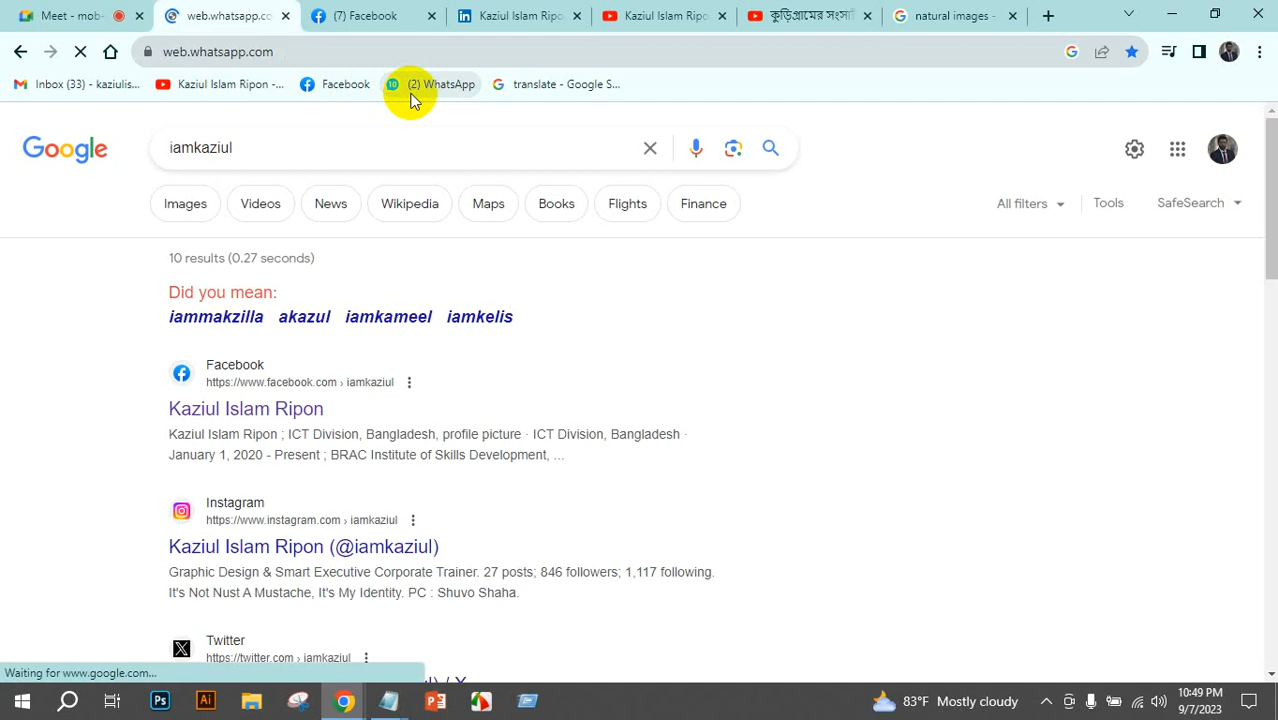 Meet - mob-
web.whatsapp.co
(7) Facebook
Kaziul Islam Ripo
Kaziul Islam Ripo
কুড়িগ্রামের সংসার্
natural images -
web.whatsapp.com
Inbox (33) - kaziulis...
Kaziul Islam Ripon -...
Facebook
10
(2) WhatsApp
translate - Google S...
Google
iamkaziul
Images
Videos
News
Wikipedia
Maps
Books
Flights
Finance
All filters
Tools
SafeSearch
10 results (0.27 seconds)
Did you mean:
iammakzilla akazul iamkameel iamkelis
Facebook
https://www.facebook.com › iamkaziul
Kaziul Islam Ripon
Kaziul Islam Ripon ; ICT Division, Bangladesh, profile picture · ICT Division, Bangladesh ·
January 1, 2020 - Present ; BRAC Institute of Skills Development, ...
Instagram
https://www.instagram.com › iamkaziul
Kaziul Islam Ripon (@iamkaziul)
Graphic Design & Smart Executive Corporate Trainer. 27 posts; 846 followers; 1,117 following.
It's Not Nust A Mustache, It's My Identity. PC : Shuvo Shaha.
Twitter
https://twitter.com › iamkaziul
Waiting for www.google.com...
Ps
Ai
83°F Mostly cloudy
10:49 PM
9/7/2023